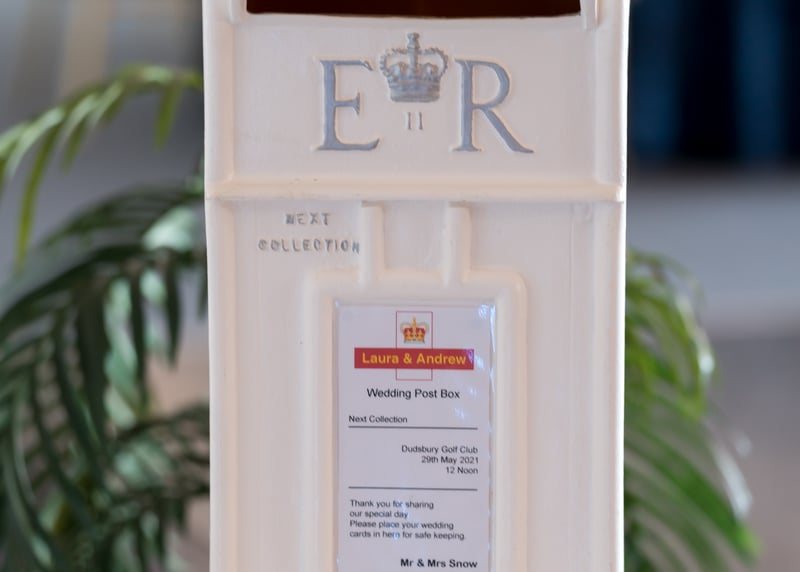 E II R
NEXT
COLLECTION
Laura & Andrew
Wedding Post Box
Next Collection
Dudsbury Golf Club
29th May 2021
12 Noon
Thank you for sharing
our special day
Please place your wedding
cards in here for safe keeping.
Mr & Mrs Snow